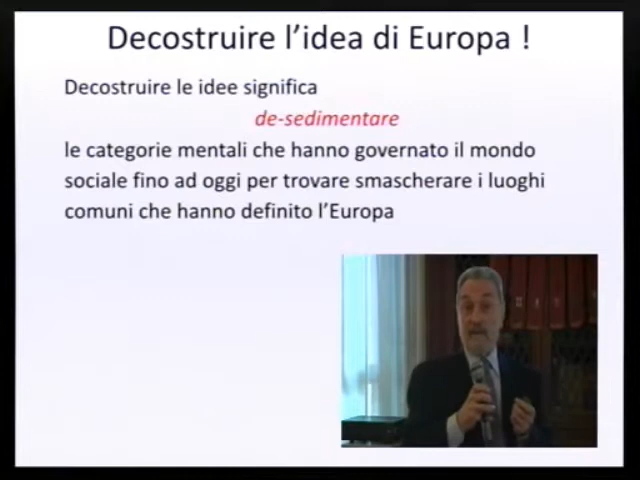 Decostruire l’idea di Europa !
Decostruire le idee significa
de-sedimentare
le categorie mentali che hanno governato il mondo
sociale fino ad oggi per trovare smascherare i luoghi
comuni che hanno definito l’Europa